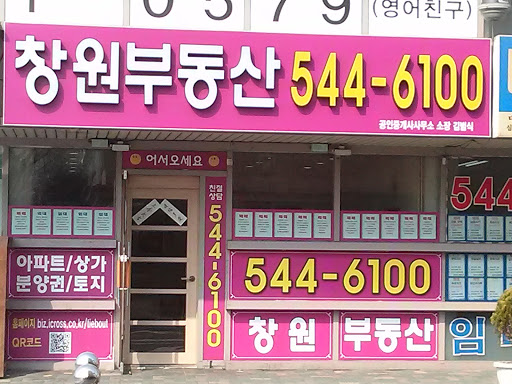 0579
(영어친구)
창원부동산 544-6100
공인중개사사무소 소장 김범식
어서오세요
친절
상담
544-6100
544
아파트/상가
분양권/토지
544-6100
홈페이지 biz.icross.co.kr/liebout
QR코드
창원 부동산
임